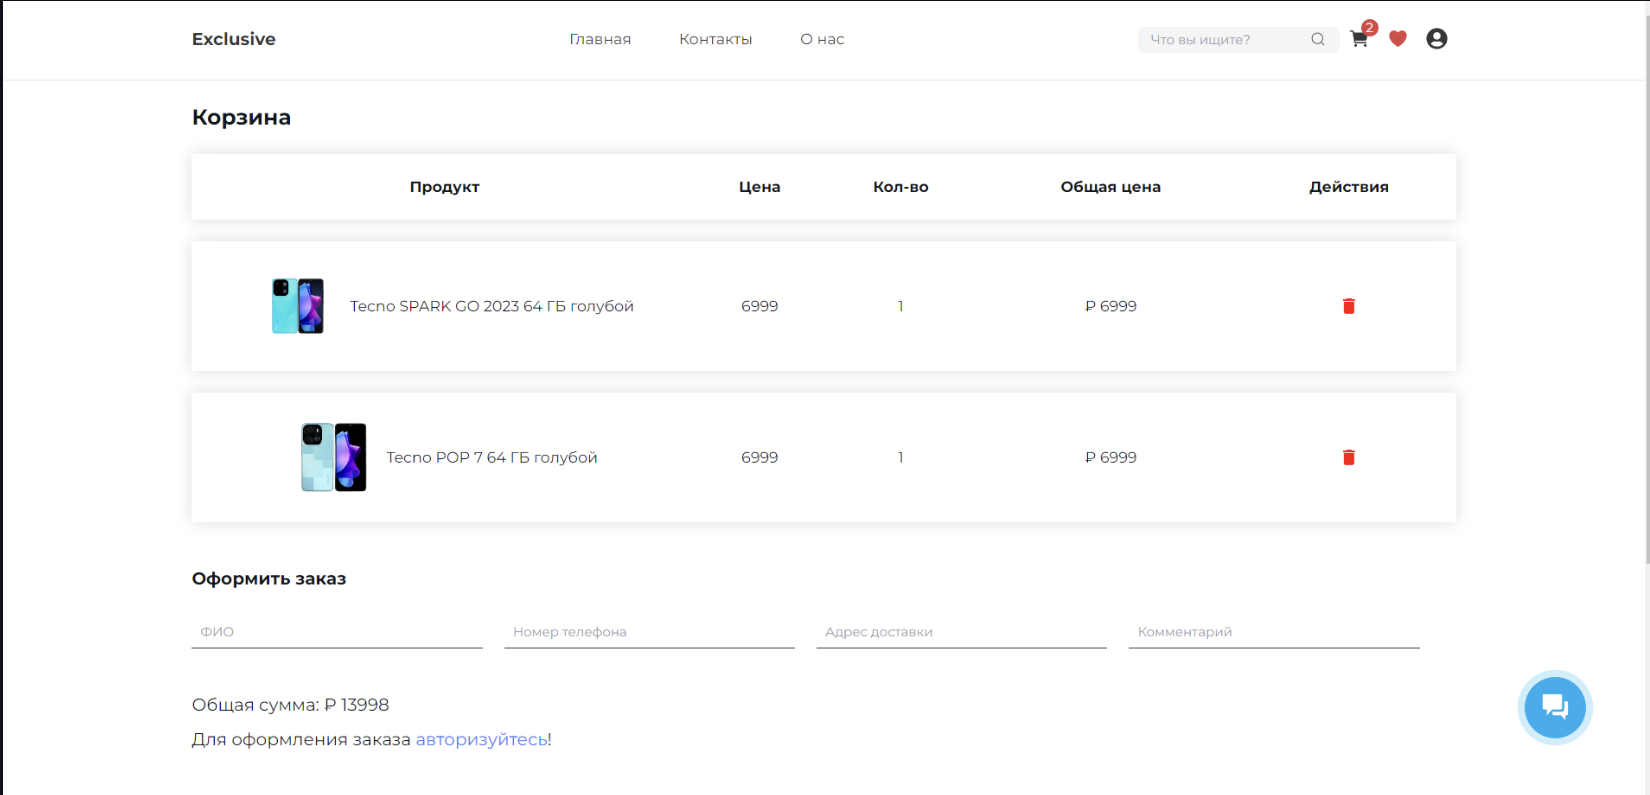 Exclusive Главная Контакты О нас Что вы ищите? 2
Корзина
Продукт Цена Кол-во Общая цена Действия
Tecno SPARK GO 2023 64 ГБ голубой 6999 1 ₽ 6999
Tecno POP 7 64 ГБ голубой 6999 1 ₽ 6999
Оформить заказ
ФИО Номер телефона Адрес доставки Комментарий
Общая сумма: ₽ 13998
Для оформления заказа авторизуйтесь!